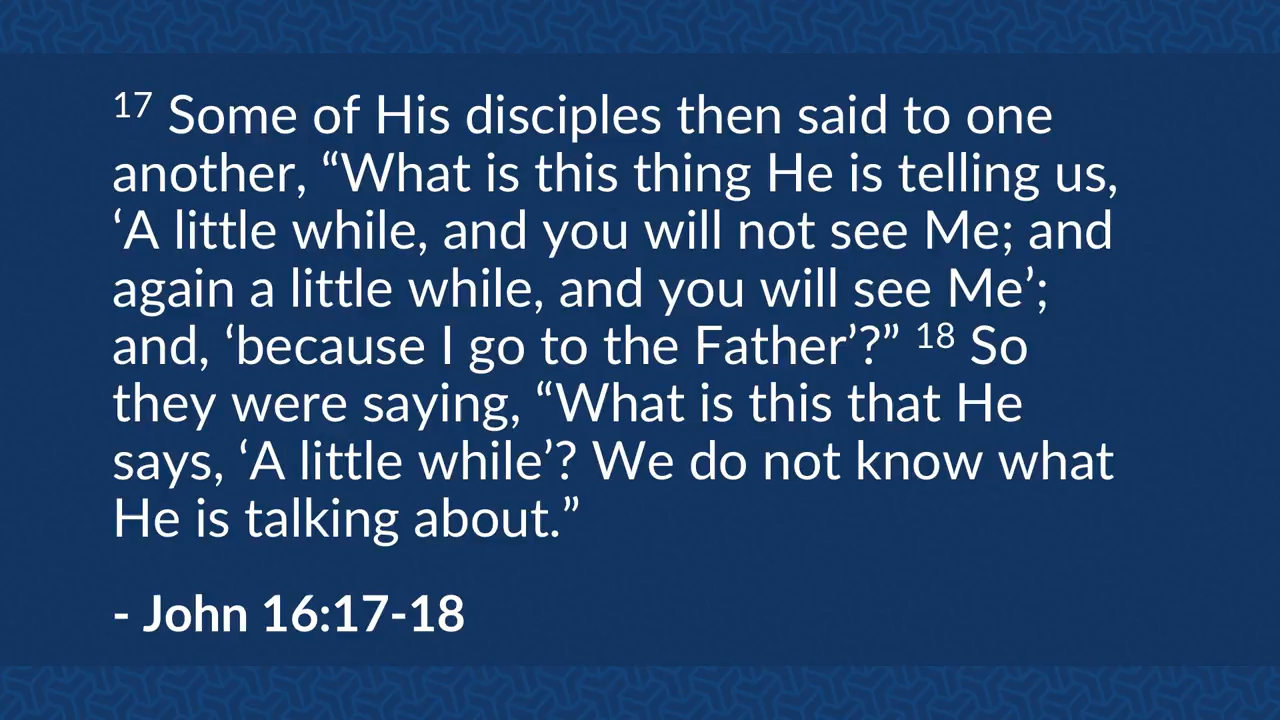 17 Some of His disciples then said to one
another, “What is this thing He is telling us,
‘A little while, and you will not see Me; and
again a little while, and you will see Me’;
and, ‘because I go to the Father’?” 18 So
they were saying, “What is this that He
says, ‘A little while’? We do not know what
He is talking about.”
- John 16:17-18